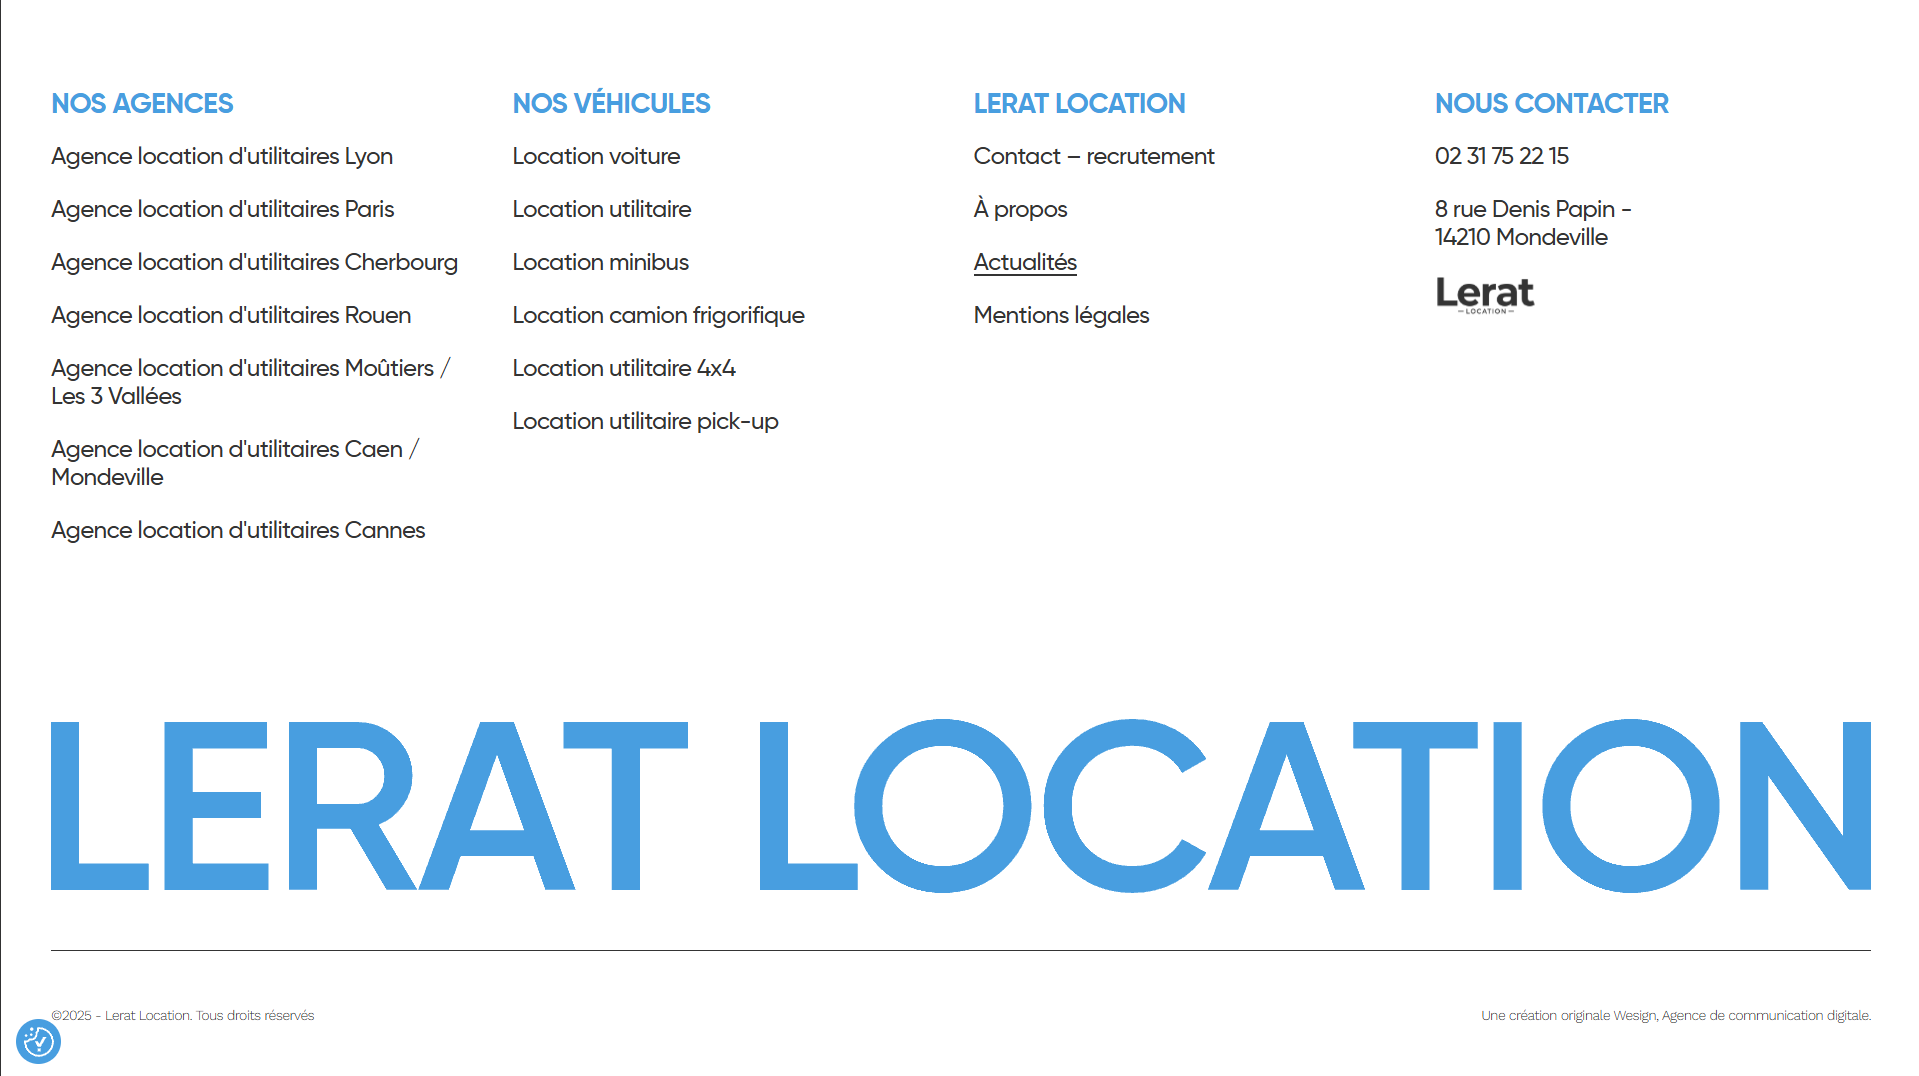 NOS AGENCES
Agence location d'utilitaires Lyon
Agence location d'utilitaires Paris
Agence location d'utilitaires Cherbourg
Agence location d'utilitaires Rouen
Agence location d'utilitaires Moûtiers /
Les 3 Vallées
Agence location d'utilitaires Caen /
Mondeville
Agence location d'utilitaires Cannes
NOS VÉHICULES
Location voiture
Location utilitaire
Location minibus
Location camion frigorifique
Location utilitaire 4x4
Location utilitaire pick-up
LERAT LOCATION
Contact – recrutement
À propos
Actualités
Mentions légales
NOUS CONTACTER
02 31 75 22 15
8 rue Denis Papin -
14210 Mondeville
Lerat
–LOCATION–
LERAT LOCATION
©2025 - Lerat Location. Tous droits réservés
Une création originale Wesign, Agence de communication digitale.